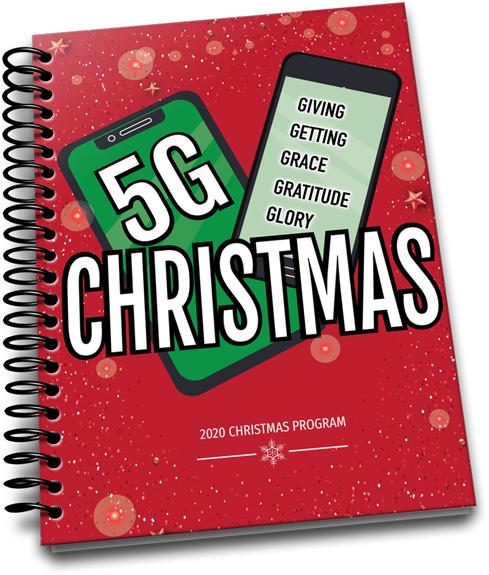 5G
GIVING
GETTING
GRACE
GRATITUDE
GLORY
CHRISTMAS
2020 CHRISTMAS PROGRAM